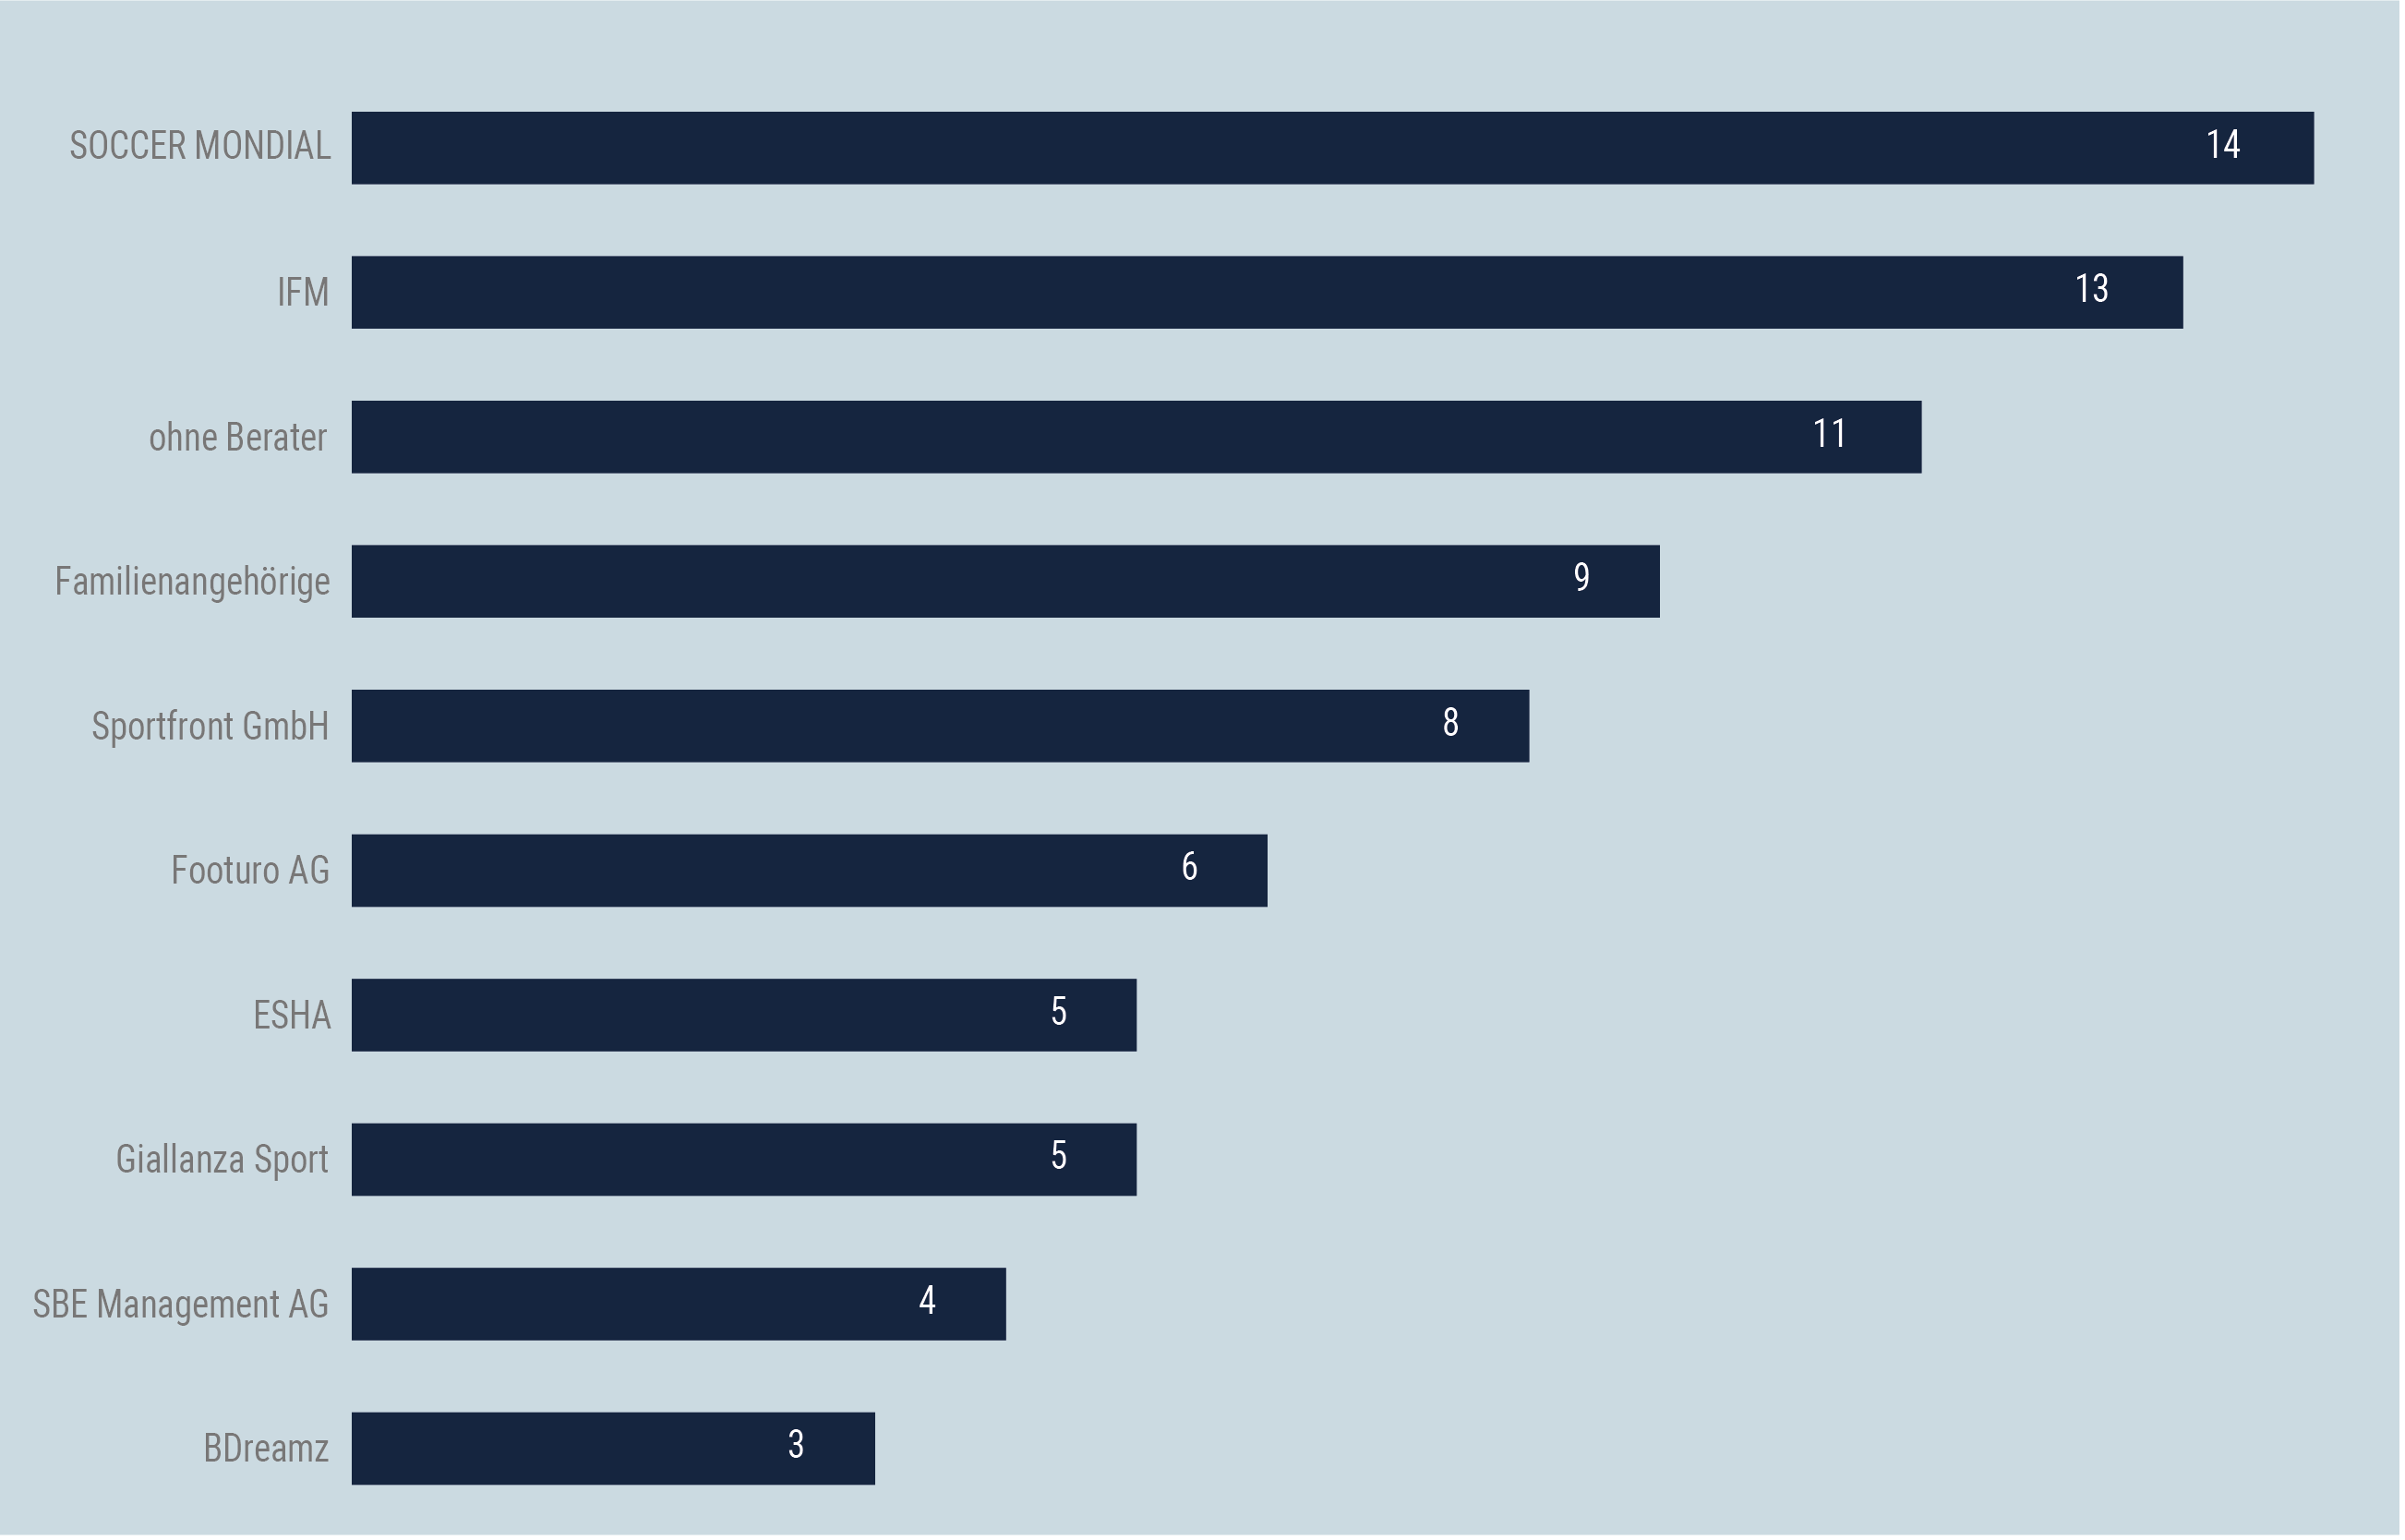 SOCCER MONDIAL 14
IFM 13
ohne Berater 11
Familienangehörige 9
Sportfront GmbH 8
Footuro AG 6
ESHA 5
Giallanza Sport 5
SBE Management AG 4
BDreamz 3